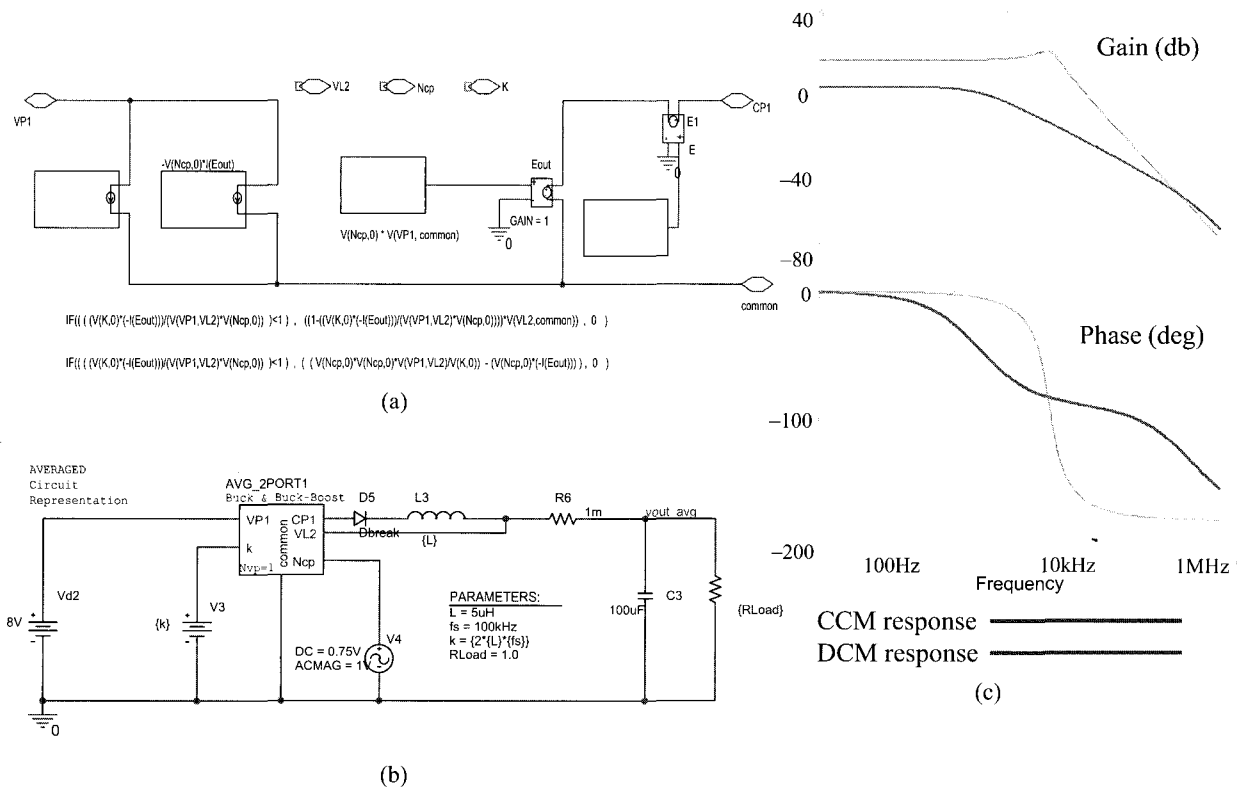 VL2
Ncp
K
VP1
CP1
E1
E
0
-V(Ncp,0)*I(Eout)
Eout
GAIN = 1
0
V(Ncp,0) * V(VP1, common)
common
IF(( ( (V(K,0)*(-I(Eout)))/(V(VP1,VL2)*V(Ncp,0)) )<1 ) , ((1-((V(K,0)*(-I(Eout)))/(V(VP1,VL2)*V(Ncp,0))))*V(VL2,common)) , 0 )
IF(( ( (V(K,0)*(-I(Eout)))/(V(VP1,VL2)*V(Ncp,0)) )<1 ) , ( ( V(Ncp,0)*V(Ncp,0)*V(VP1,VL2)/V(K,0)) - (V(Ncp,0)*(-I(Eout))) ) , 0 )
(a)
AVERAGED
Circuit
Representation
AVG_2PORT1
Buck & Buck-Boost
VP1
CP1
VL2
k
common
Ncp
Nvp=1
D5
Dbreak
L3
{L}
R6
1m
vout_avg
Vd2
8V
+
-
V3
{k}
+
-
V4
DC = 0.75V
ACMAG = 1V
PARAMETERS:
L = 5uH
fs = 100kHz
k = {2*{L}*{fs}}
RLoad = 1.0
100uF
C3
{RLoad}
0
(b)
40
Gain (db)
0
-40
-80
0
Phase (deg)
-100
-200
100Hz
10kHz
1MHz
Frequency
CCM response
DCM response
(c)